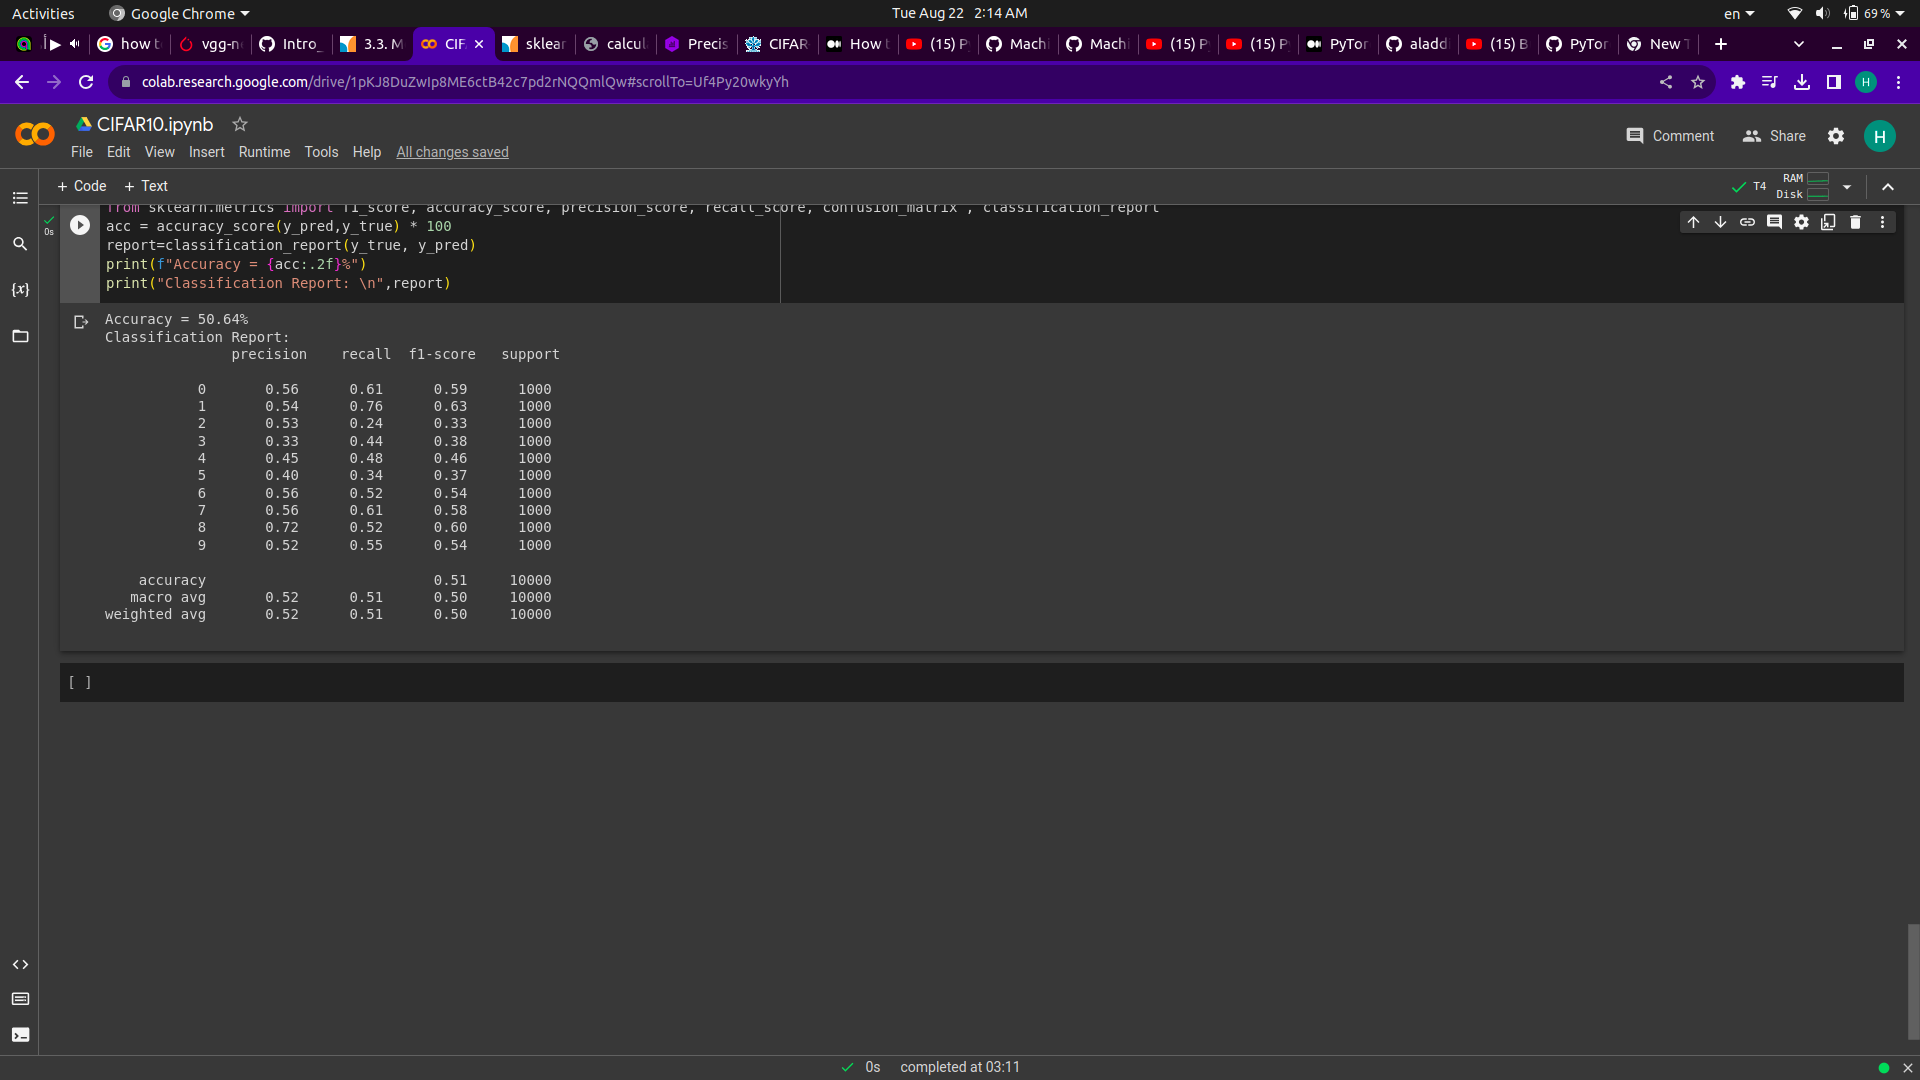 Activities Google Chrome Tue Aug 22 2:14 AM en 69 %
how t vgg-n Intro_ 3.3. M CIF sklear calcul Precis CIFAR How t (15) P Machi Machi (15) P (15) P PyTor aladd (15) B PyTor New T
colab.research.google.com/drive/1pKJ8DuZwIp8ME6ctB42c7pd2rNQQmlQw#scrollTo=Uf4Py20wkyYh H
CIFAR10.ipynb
File Edit View Insert Runtime Tools Help All changes saved
Comment Share H
+ Code + Text
T4 RAM
Disk
from sklearn.metrics import f1_score, accuracy_score, precision_score, recall_score, confusion_matrix , classification_report
0s
acc = accuracy_score(y_pred,y_true) * 100
report=classification_report(y_true, y_pred)
print(f"Accuracy = {acc:.2f}%")
print("Classification Report: \n",report)
{x}
Accuracy = 50.64%
Classification Report:
precision recall f1-score support
0 0.56 0.61 0.59 1000
1 0.54 0.76 0.63 1000
2 0.53 0.24 0.33 1000
3 0.33 0.44 0.38 1000
4 0.45 0.48 0.46 1000
5 0.40 0.34 0.37 1000
6 0.56 0.52 0.54 1000
7 0.56 0.61 0.58 1000
8 0.72 0.52 0.60 1000
9 0.52 0.55 0.54 1000
accuracy 0.51 10000
macro avg 0.52 0.51 0.50 10000
weighted avg 0.52 0.51 0.50 10000
[ ]
0s completed at 03:11